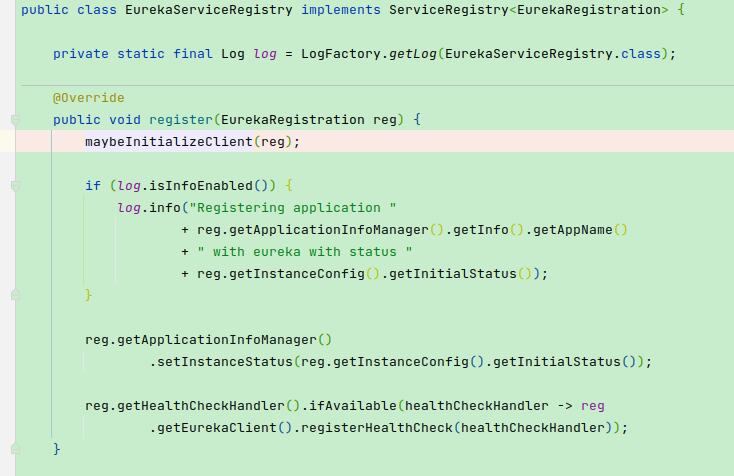 public class EurekaServiceRegistry implements ServiceRegistry<EurekaRegistration> {
private static final Log log = LogFactory.getLog(EurekaServiceRegistry.class);
@Override
public void register(EurekaRegistration reg) {
maybeInitializeClient(reg);
if (log.isInfoEnabled()) {
log.info("Registering application "
+ reg.getApplicationInfoManager().getInfo().getAppName()
+ " with eureka with status "
+ reg.getInstanceConfig().getInitialStatus());
}
reg.getApplicationInfoManager()
.setInstanceStatus(reg.getInstanceConfig().getInitialStatus());
reg.getHealthCheckHandler().ifAvailable(healthCheckHandler -> reg
.getEurekaClient().registerHealthCheck(healthCheckHandler));
}